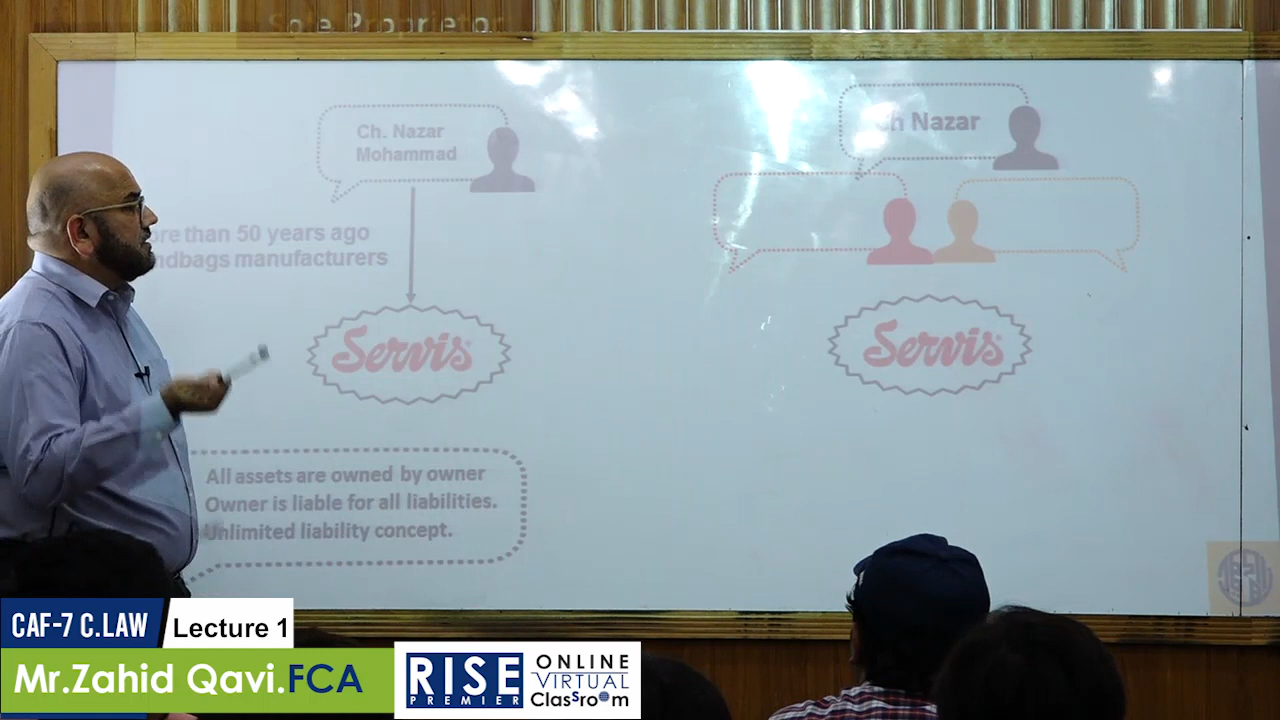 Sole Proprietor
Ch. Nazar
Mohammad
Nazar
than 50 years ago
manufacturers
Servis
Servis
All assets are owned by owner
Owner is liable for all liabilities.
Unlimited liability concept.
CAF-7 C.LAW
Lecture 1
Mr.Zahid Qavi.FCA
RISE
PREMIER
ONLINE
VIRTUAL
Classroom